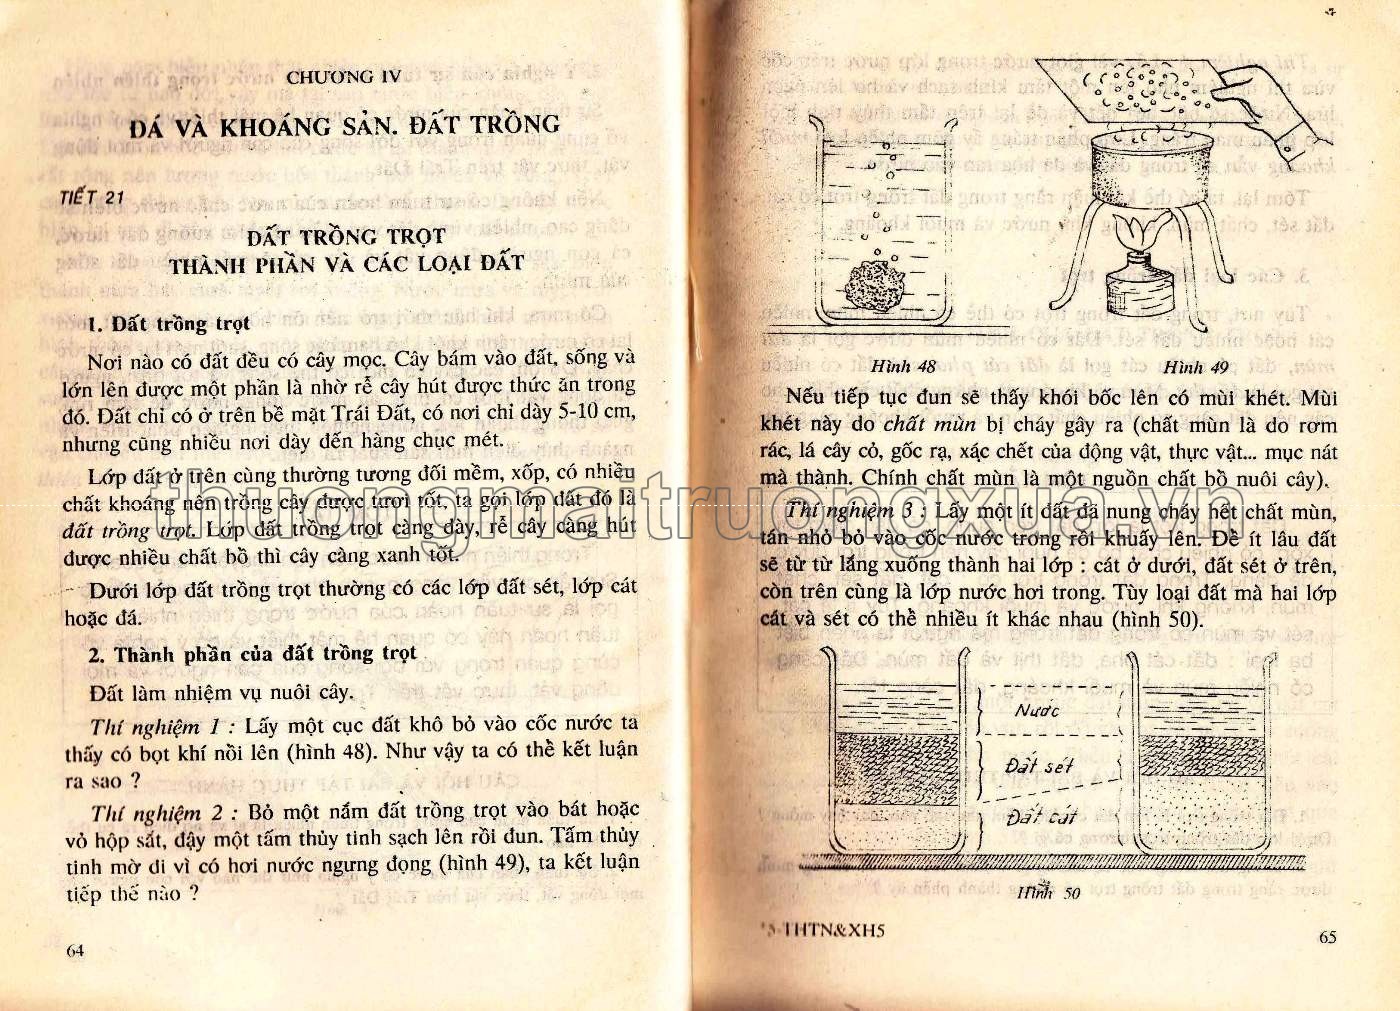 CHƯƠNG IV
ĐÁ VÀ KHOÁNG SẢN. ĐẤT TRỒNG
TIẾT 21
ĐẤT TRỒNG TRỌT
THÀNH PHẦN VÀ CÁC LOẠI ĐẤT
1. Đất trồng trọt
Nơi nào có đất đều có cây mọc. Cây bám vào đất, sống và
lớn lên được một phần là nhờ rễ cây hút được thức ăn trong
đó. Đất chỉ có ở trên bề mặt Trái Đất, có nơi chỉ dày 5-10 cm,
nhưng cũng nhiều nơi dày đến hàng chục mét.
Lớp đất ở trên cùng thường tương đối mềm, xốp, có nhiều
chất khoáng nên trồng cây được tươi tốt, ta gọi lớp đất đó là
đất trồng trọt. Lớp đất trồng trọt càng dày, rễ cây càng hút
được nhiều chất bổ thì cây càng xanh tốt.
Dưới lớp đất trồng trọt thường có các lớp đất sét, lớp cát
hoặc đá.
2. Thành phần của đất trồng trọt
Đất làm nhiệm vụ nuôi cây.
Thí nghiệm 1 : Lấy một cục đất khô bỏ vào cốc nước ta
thấy có bọt khí nổi lên (hình 48). Như vậy ta có thể kết luận
ra sao ?
Thí nghiệm 2 : Bỏ một nắm đất trồng trọt vào bát hoặc
vỏ hộp sắt, đậy một tấm thủy tinh sạch lên rồi đun. Tấm thủy
tinh mờ đi vì có hơi nước ngưng đọng (hình 49), ta kết luận
tiếp thế nào ?
64
Hình 48
Hình 49
Nếu tiếp tục đun sẽ thấy khói bốc lên có mùi khét. Mùi
khét này do chất mùn bị cháy gây ra (chất mùn là do rơm
rác, lá cây cỏ, gốc rạ, xác chết của động vật, thực vật... mục nát
mà thành. Chính chất mùn là một nguồn chất bổ nuôi cây).
Thí nghiệm 3 : Lấy một ít đất đã nung cháy hết chất mùn,
tán nhỏ bỏ vào cốc nước trong rồi khuấy lên. Để ít lâu đất
sẽ từ từ lắng xuống thành hai lớp : cát ở dưới, đất sét ở trên,
còn trên cùng là lớp nước hơi trong. Tùy loại đất mà hai lớp
cát và sét có thể nhiều ít khác nhau (hình 50).
Nước
Đất sét
Đất cát
Hình 50
5-THTN&XH5
65
thuongmaitruongxua.vn